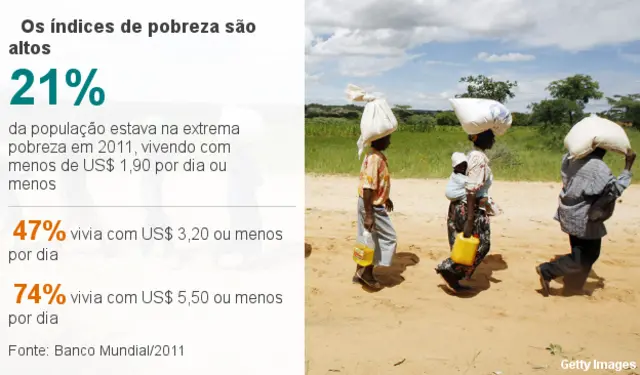 Os índices de pobreza são
altos
21%
da população estava na extrema
pobreza em 2011, vivendo com
menos de US$ 1,90 por dia ou
menos
47% vivia com US$ 3,20 ou menos
por dia
74% vivia com US$ 5,50 ou menos
por dia
Fonte: Banco Mundial/2011
Getty Images